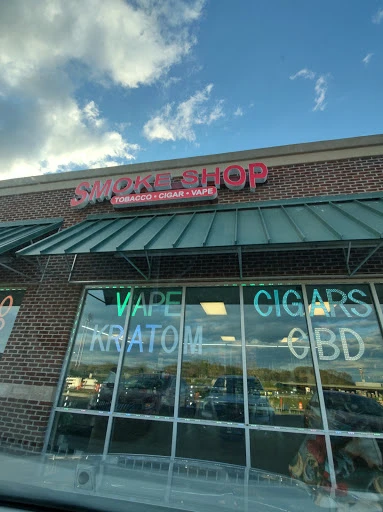 SMOKE SHOP
TOBACCO • CIGAR • VAPE
VAPE CIGARS
KRATOM CBD